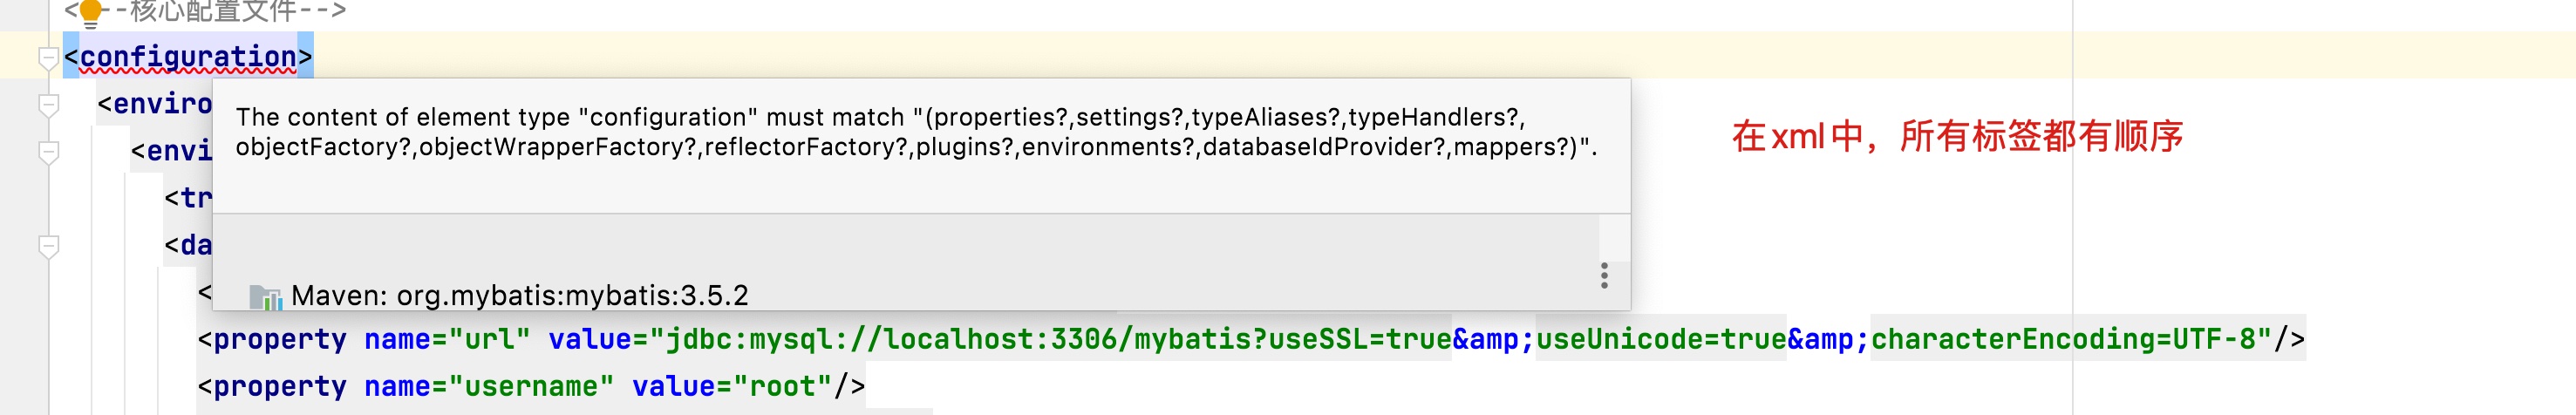 <!--核心配置文件-->
<configuration>
<enviro
The content of element type "configuration" must match "(properties?,settings?,typeAliases?,typeHandlers?,
objectFactory?,objectWrapperFactory?,reflectorFactory?,plugins?,environments?,databaseIdProvider?,mappers?)".
在xml中，所有标签都有顺序
<envi
<tr
<da
<
Maven: org.mybatis:mybatis:3.5.2
<property name="url" value="jdbc:mysql://localhost:3306/mybatis?useSSL=true&amp;useUnicode=true&amp;characterEncoding=UTF-8"/>
<property name="username" value="root"/>